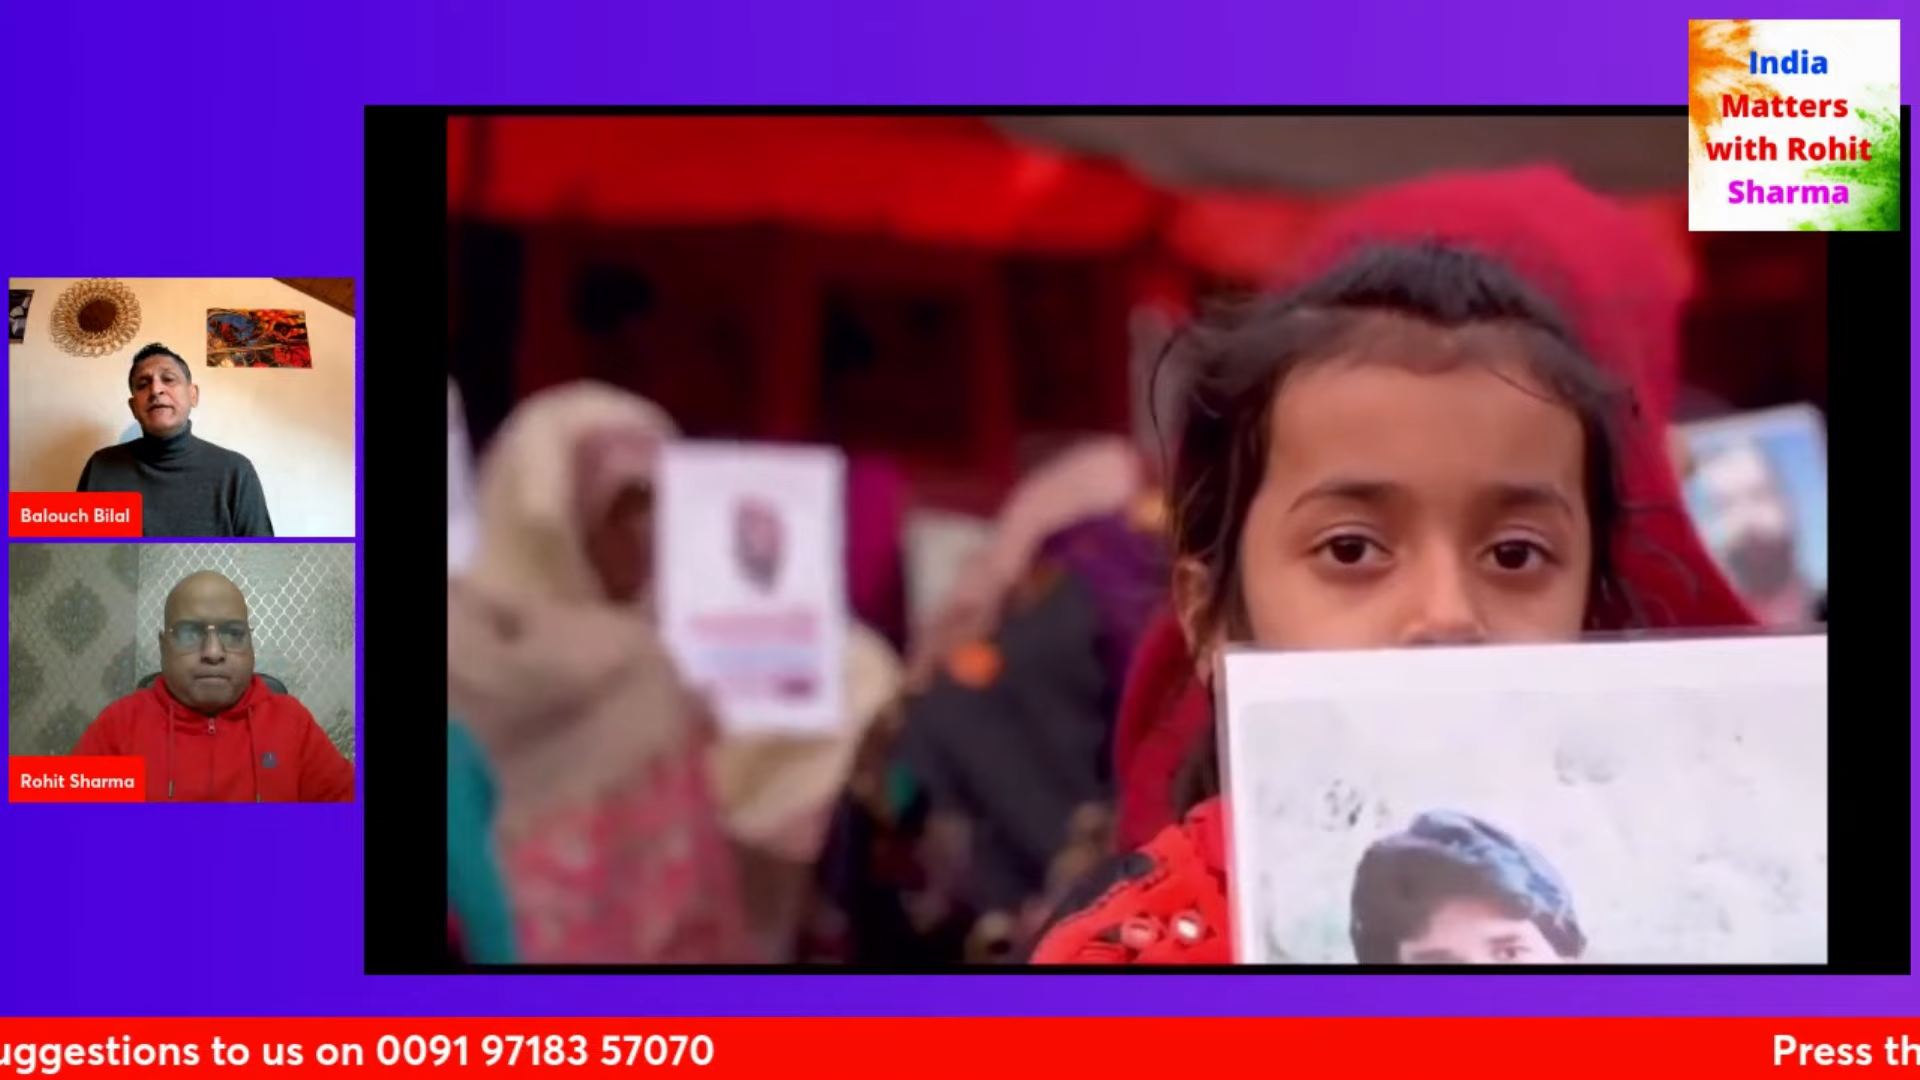 India
Matters
with Rohit
Sharma
Balouch Bilal
Rohit Sharma
uggestions to us on 0091 97183 57070
Press th